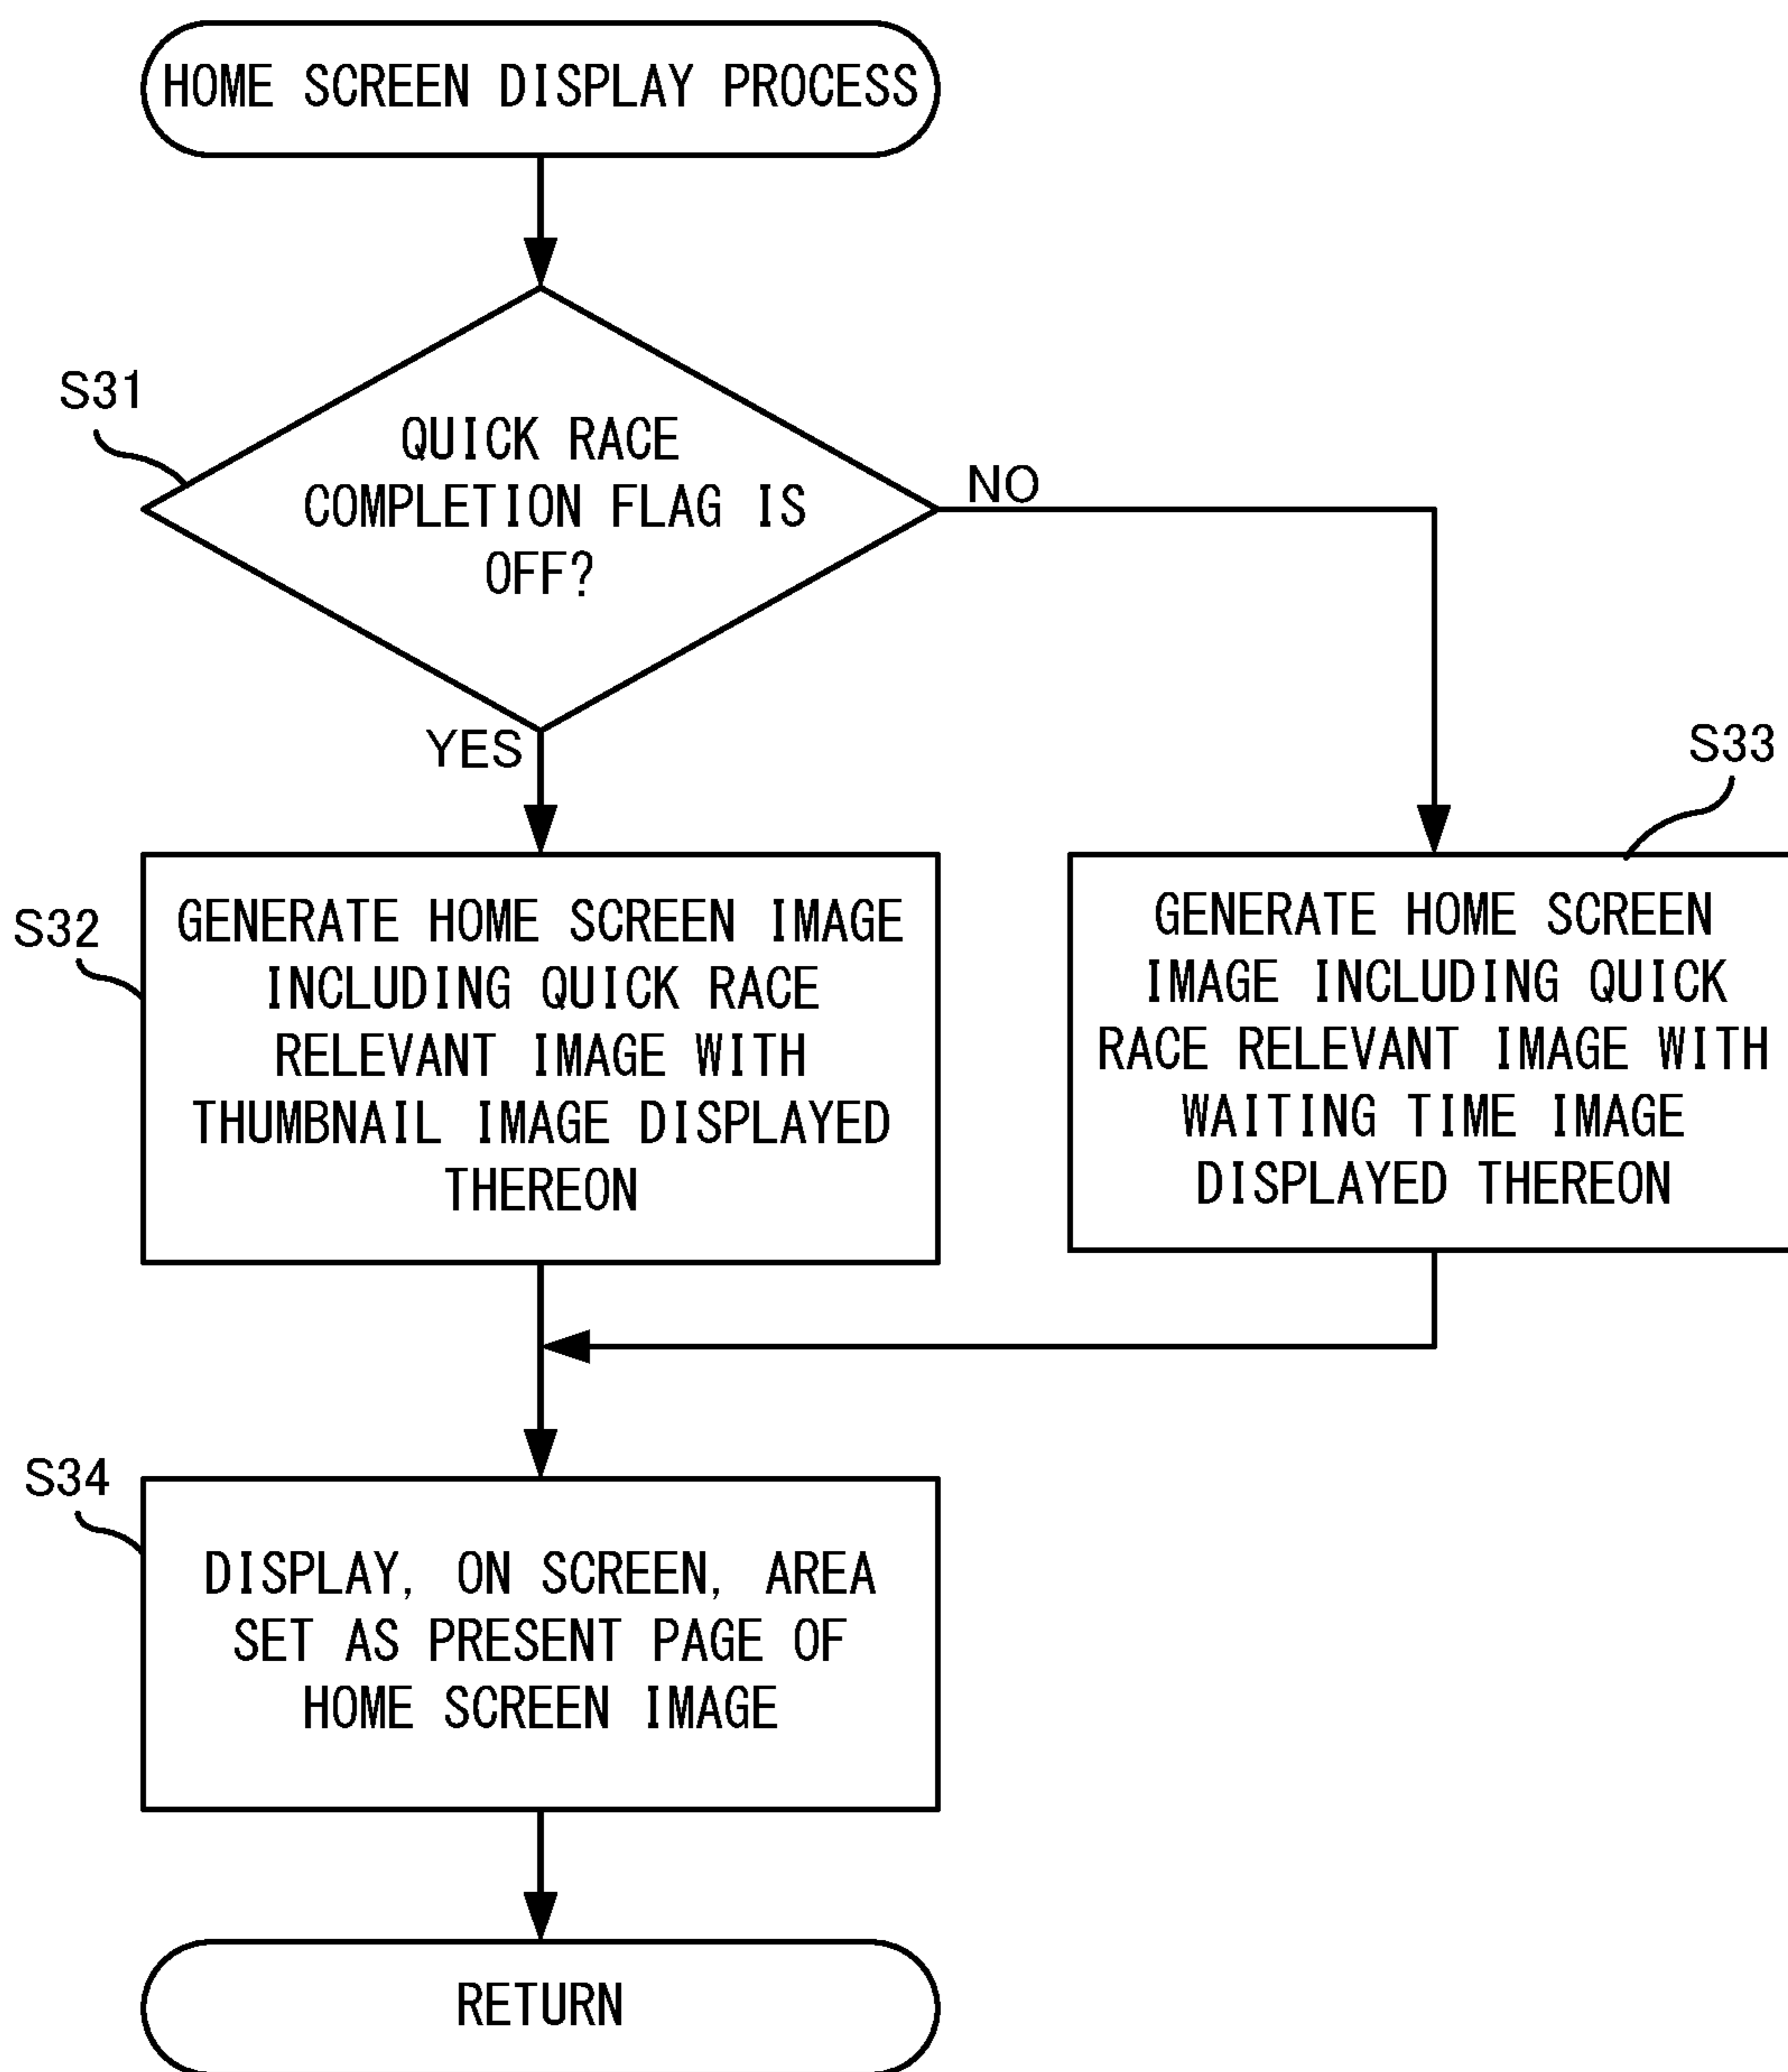 HOME SCREEN DISPLAY PROCESS
S31
QUICK RACE
COMPLETION FLAG IS
OFF?
NO
YES
S32
GENERATE HOME SCREEN IMAGE
INCLUDING QUICK RACE
RELEVANT IMAGE WITH
THUMBNAIL IMAGE DISPLAYED
THEREON
S33
GENERATE HOME SCREEN
IMAGE INCLUDING QUICK
RACE RELEVANT IMAGE WITH
WAITING TIME IMAGE
DISPLAYED THEREON
S34
DISPLAY, ON SCREEN, AREA
SET AS PRESENT PAGE OF
HOME SCREEN IMAGE
RETURN